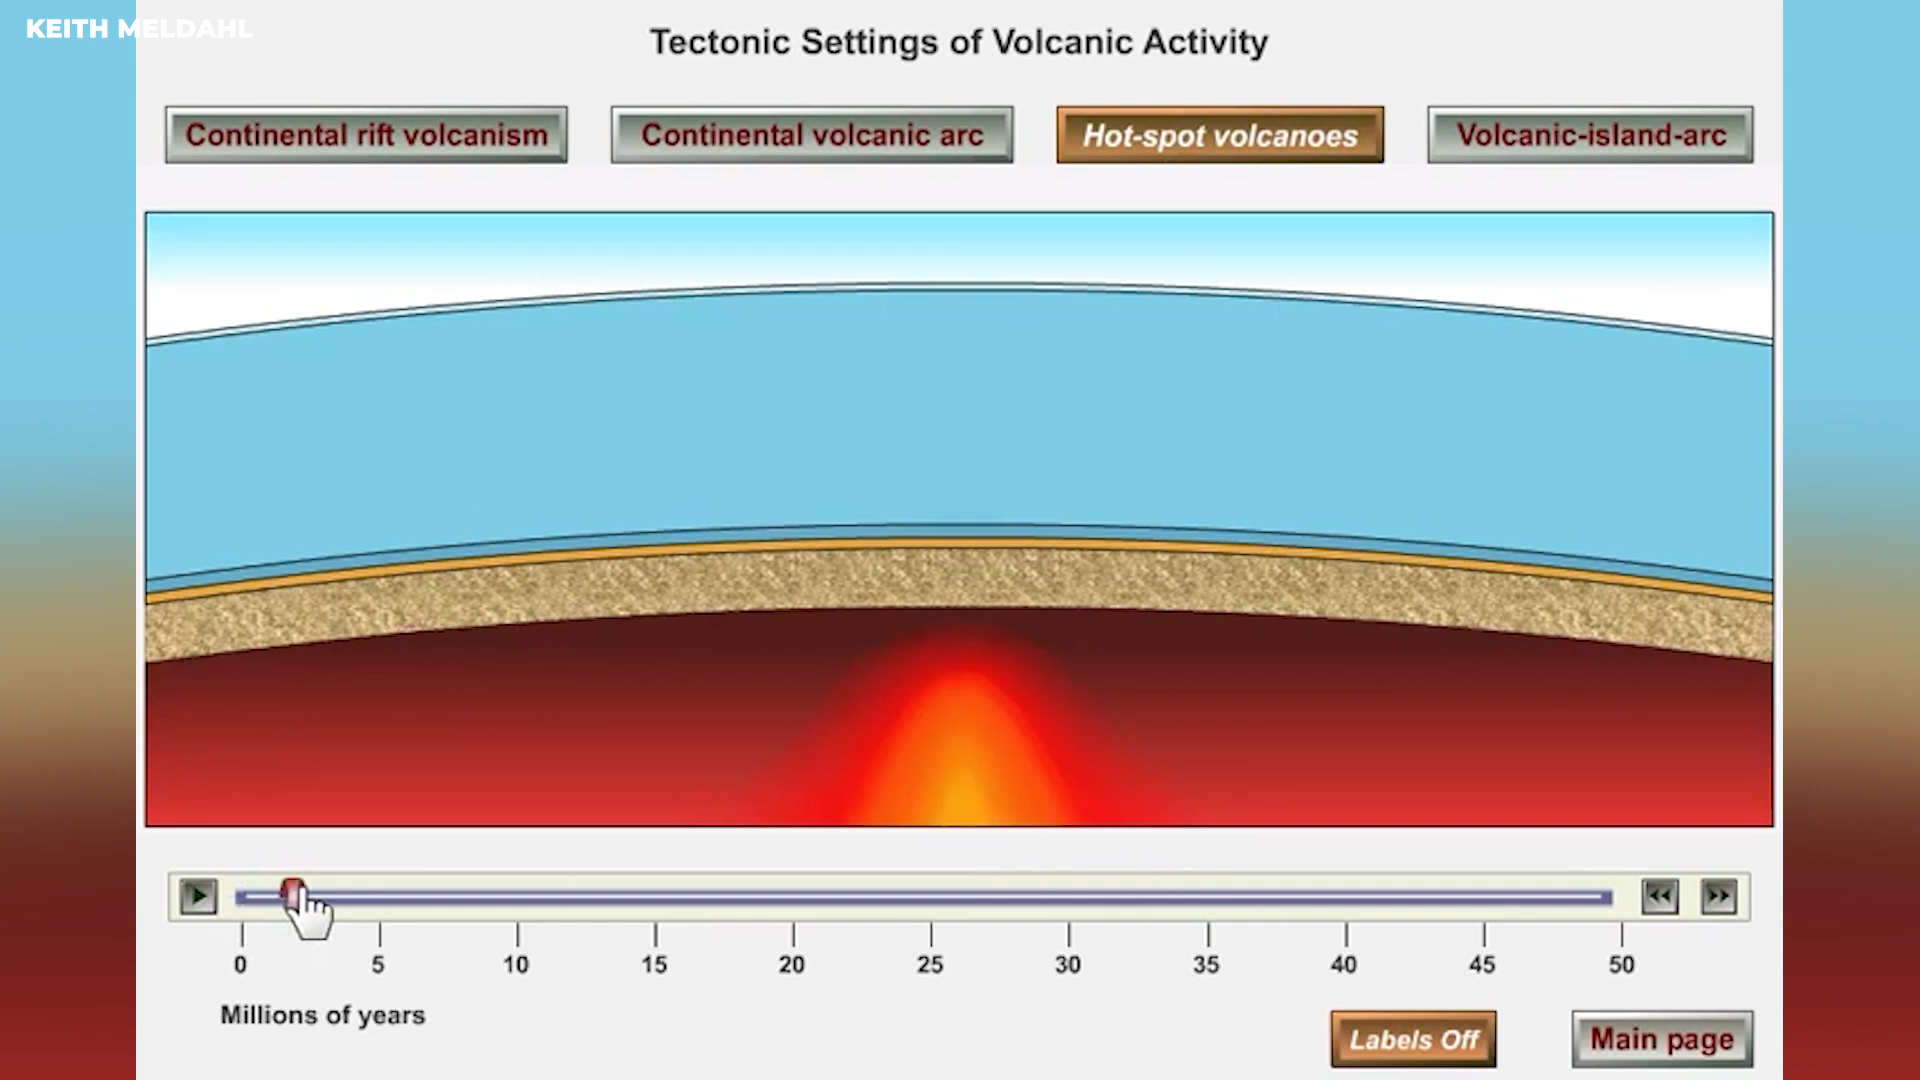 KEITH MELDAHL
Tectonic Settings of Volcanic Activity
Continental rift volcanism
Continental volcanic arc
Hot-spot volcanoes
Volcanic-island-arc
0 5 10 15 20 25 30 35 40 45 50
Millions of years
Labels Off
Main page